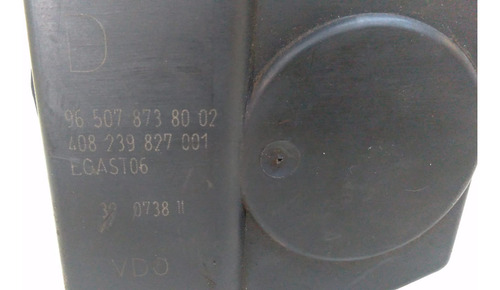 D
96 507 873 80 02
408 239 827 001
EGAST06
39 0738 11
VDO